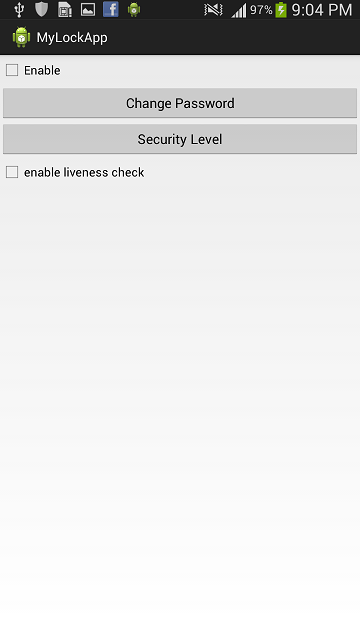 97% 9:04 PM
MyLockApp
Enable
Change Password
Security Level
enable liveness check